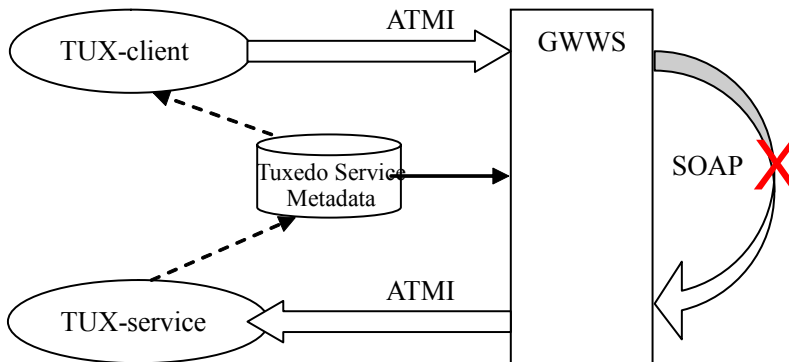 ATMI
TUX-client
GWWS
Tuxedo Service
Metadata
SOAP
ATMI
TUX-service